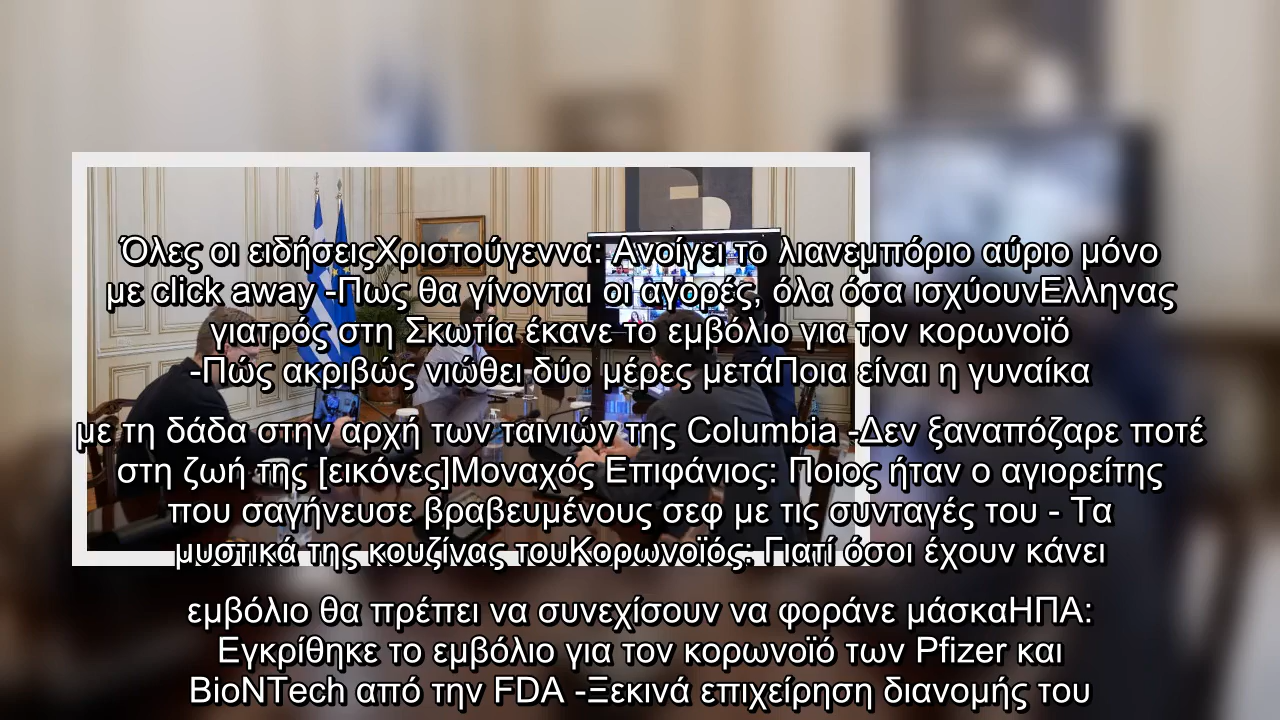 Όλες οι ειδήσειςΧριστούγεννα: Ανοίγει το λιανεμπόριο αύριο μόνο
με click away -Πως θα γίνονται οι αγορές, όλα όσα ισχύουνΕλληνας
γιατρός στη Σκωτία έκανε το εμβόλιο για τον κορωνοϊό
-Πώς ακριβώς νιώθει δύο μέρες μετάΠοια είναι η γυναίκα
με τη δάδα στην αρχή των ταινιών της Columbia -Δεν ξαναπόζαρε ποτέ
στη ζωή της [εικόνες]Μοναχός Επιφάνιος: Ποιος ήταν ο αγιορείτης
που σαγήνευσε βραβευμένους σεφ με τις συνταγές του - Τα
μυστικά της κουζίνας τουΚορωνοϊός: Γιατί όσοι έχουν κάνει
εμβόλιο θα πρέπει να συνεχίσουν να φοράνε μάσκαΗΠΑ:
Εγκρίθηκε το εμβόλιο για τον κορωνοϊό των Pfizer και
BioNTech από την FDA -Ξεκινά επιχείρηση διανομής του